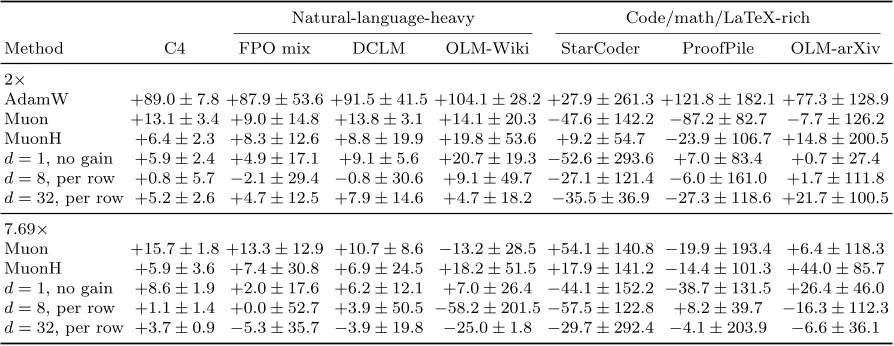 Natural-language-heavy Code/math/LaTeX-rich
Method C4 FPO mix DCLM OLM-Wiki StarCoder ProofPile OLM-arXiv
2×
AdamW +89.0 ± 7.8 +87.9 ± 53.6 +91.5 ± 41.5 +104.1 ± 28.2 +27.9 ± 261.3 +121.8 ± 182.1 +77.3 ± 128.9
Muon +13.1 ± 3.4 +9.0 ± 14.8 +13.8 ± 3.1 +14.1 ± 20.3 −47.6 ± 142.2 −87.2 ± 82.7 −7.7 ± 126.2
MuonH +6.4 ± 2.3 +8.3 ± 12.6 +8.8 ± 19.9 +19.8 ± 53.6 +9.2 ± 54.7 −23.9 ± 106.7 +14.8 ± 200.5
d = 1, no gain +5.9 ± 2.4 +4.9 ± 17.1 +9.1 ± 5.6 +20.7 ± 19.3 −52.6 ± 293.6 +7.0 ± 83.4 +0.7 ± 27.4
d = 8, per row +0.8 ± 5.7 −2.1 ± 29.4 −0.8 ± 30.6 +9.1 ± 49.7 −27.1 ± 121.4 −6.0 ± 161.0 +1.7 ± 111.8
d = 32, per row +5.2 ± 2.6 +4.7 ± 12.5 +7.9 ± 14.6 +4.7 ± 18.2 −35.5 ± 36.9 −27.3 ± 118.6 +21.7 ± 100.5
7.69×
Muon +15.7 ± 1.8 +13.3 ± 12.9 +10.7 ± 8.6 −13.2 ± 28.5 +54.1 ± 140.8 −19.9 ± 193.4 +6.4 ± 118.3
MuonH +5.9 ± 3.6 +7.4 ± 30.8 +6.9 ± 24.5 +18.2 ± 51.5 +17.9 ± 141.2 −14.4 ± 101.3 +44.0 ± 85.7
d = 1, no gain +8.6 ± 1.9 +2.0 ± 17.6 +6.2 ± 12.1 +7.0 ± 26.4 −44.1 ± 152.2 −38.7 ± 131.5 +26.4 ± 46.0
d = 8, per row +1.1 ± 1.4 +0.0 ± 52.7 +3.9 ± 50.5 −58.2 ± 201.5 −57.5 ± 122.8 +8.2 ± 39.7 −16.3 ± 112.3
d = 32, per row +3.7 ± 0.9 −5.3 ± 35.7 −3.9 ± 19.8 −25.0 ± 1.8 −29.7 ± 292.4 −4.1 ± 203.9 −6.6 ± 36.1